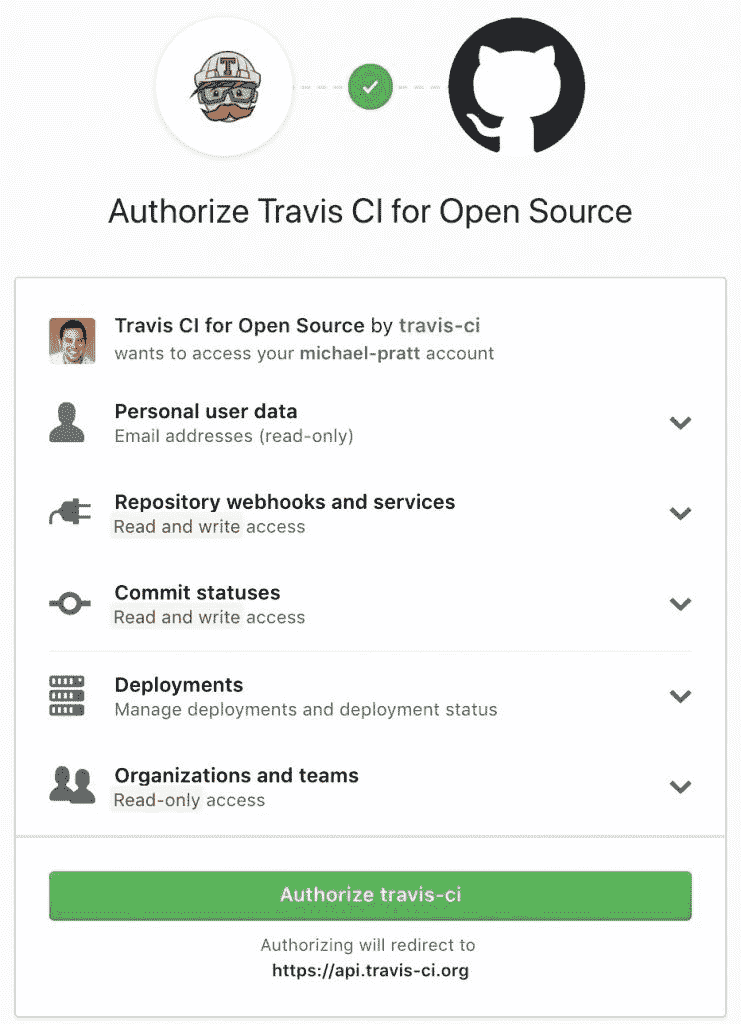 T
Authorize Travis CI for Open Source
Travis CI for Open Source by travis-ci
wants to access your michael-pratt account
Personal user data
Email addresses (read-only)
Repository webhooks and services
Read and write access
Commit statuses
Read and write access
Deployments
Manage deployments and deployment status
Organizations and teams
Read-only access
Authorize travis-ci
Authorizing will redirect to
https://api.travis-ci.org